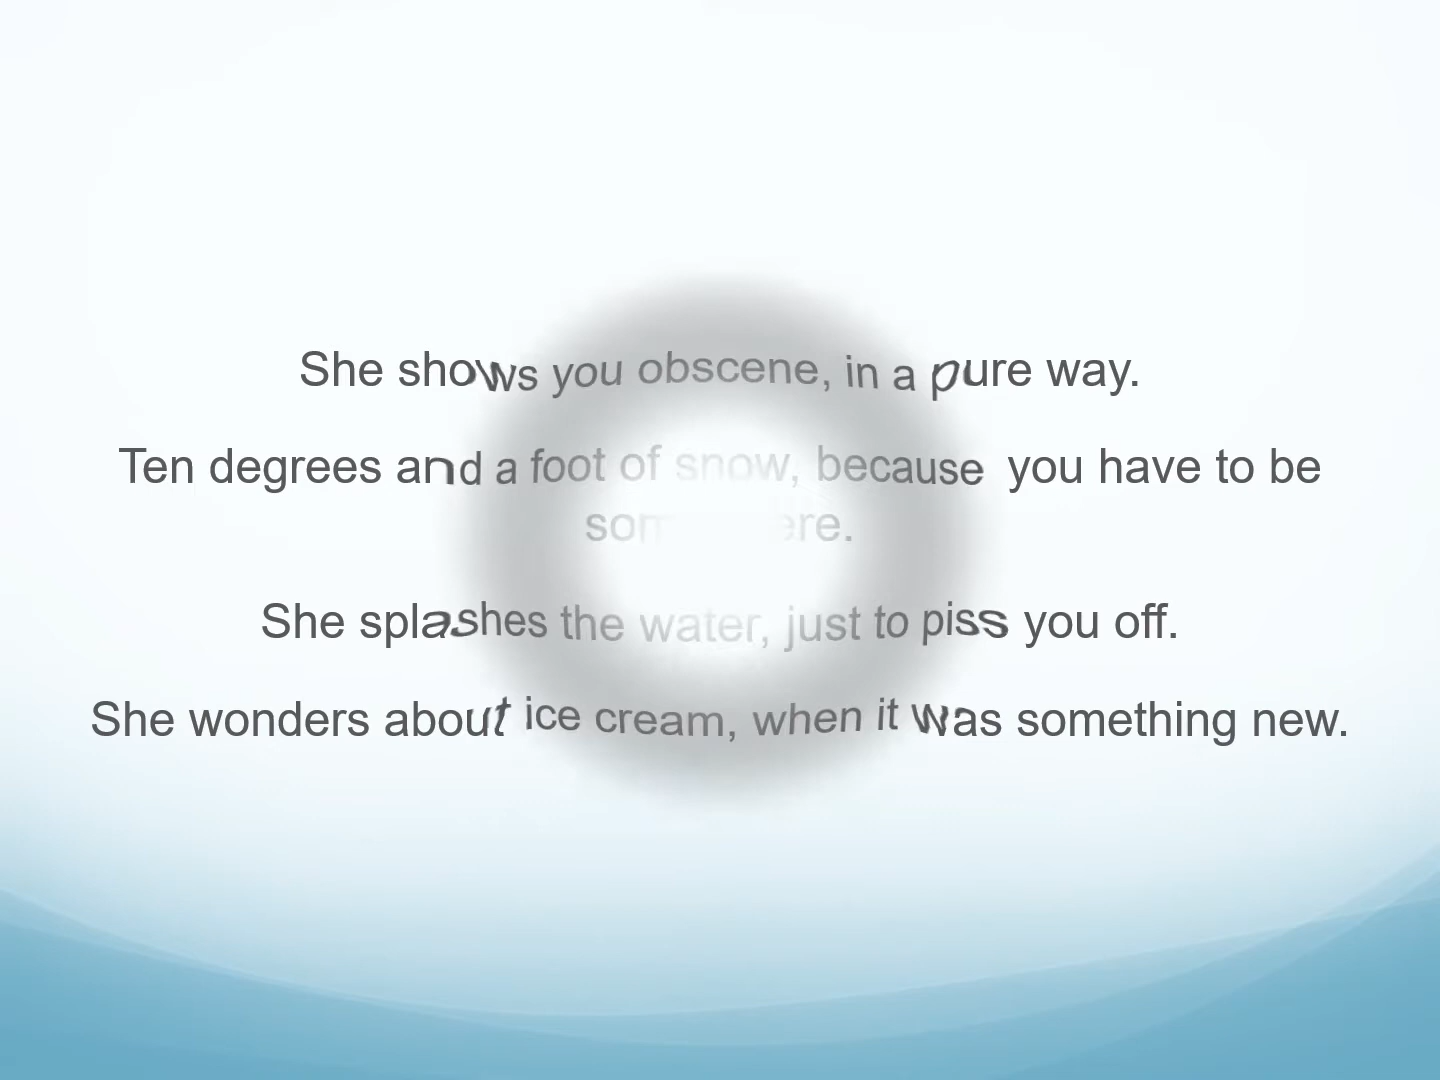 She shows you obscene, in a pure way.
Ten degrees and a foot of snow, because you have to be
She splashes the water, just to piss you off.
She wonders about ice cream, when it was something new.